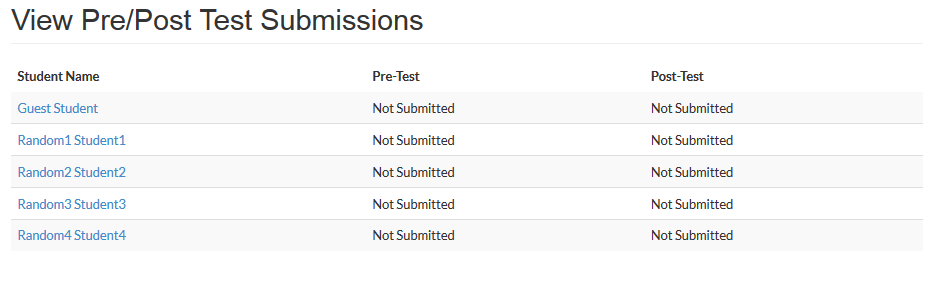 View Pre/Post Test Submissions
Student Name Pre-Test Post-Test
Guest Student Not Submitted Not Submitted
Random1 Student1 Not Submitted Not Submitted
Random2 Student2 Not Submitted Not Submitted
Random3 Student3 Not Submitted Not Submitted
Random4 Student4 Not Submitted Not Submitted